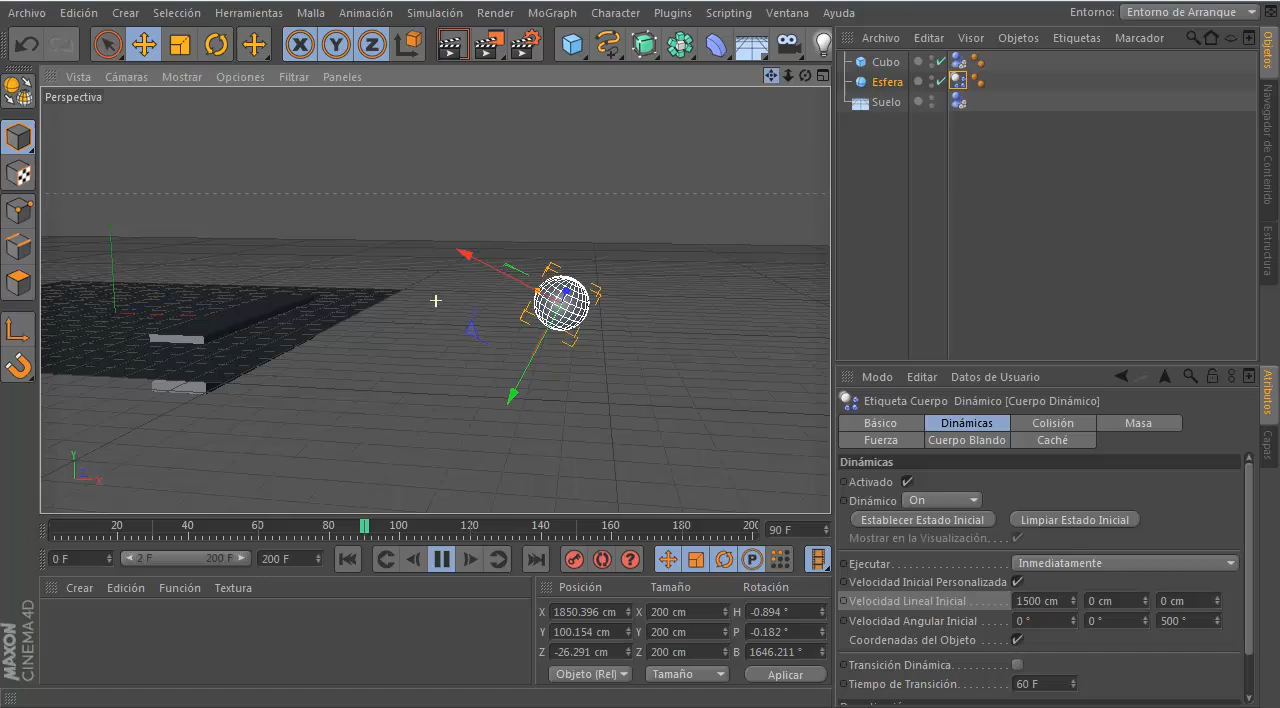 Archivo Edición Crear Selección Herramientas Malla Animación Simulación Render MoGraph Character Plugins Scripting Ventana Ayuda Entorno: Entorno de Arranque
Archivo Editar Visor Objetos Etiquetas Marcador
Vista Cámaras Mostrar Opciones Filtrar Paneles
Perspectiva
Cubo
Esfera
Suelo
Objetos
Navegador de Contenido
Estructura
Y
X
Modo Editar Datos de Usuario
Etiqueta Cuerpo Dinámico [Cuerpo Dinámico]
Básico Dinámicas Colisión Masa
Fuerza Cuerpo Blando Caché
Atributos
Capas
Dinámicas
Activado
Dinámico On
Establecer Estado Inicial Limpiar Estado Inicial
Mostrar en la Visualización
Ejecutar Inmediatamente
Velocidad Inicial Personalizada
Velocidad Lineal Inicial 1500 cm 0 cm 0 cm
Velocidad Angular Inicial 0 ° 0 ° 500 °
Coordenadas del Objeto
Transición Dinámica
Tiempo de Transición 60 F
20 40 60 80 100 120 140 160 180 200 90 F
0 F 2 F 200 F 200 F
Crear Edición Función Textura
Posición Tamaño Rotación
X 1850.396 cm X 200 cm H -0.894 °
Y 100.154 cm Y 200 cm P -0.182 °
Z -26.291 cm Z 200 cm B 1646.211 °
Objeto (Rel) Tamaño Aplicar
MAXON
CINEMA 4D